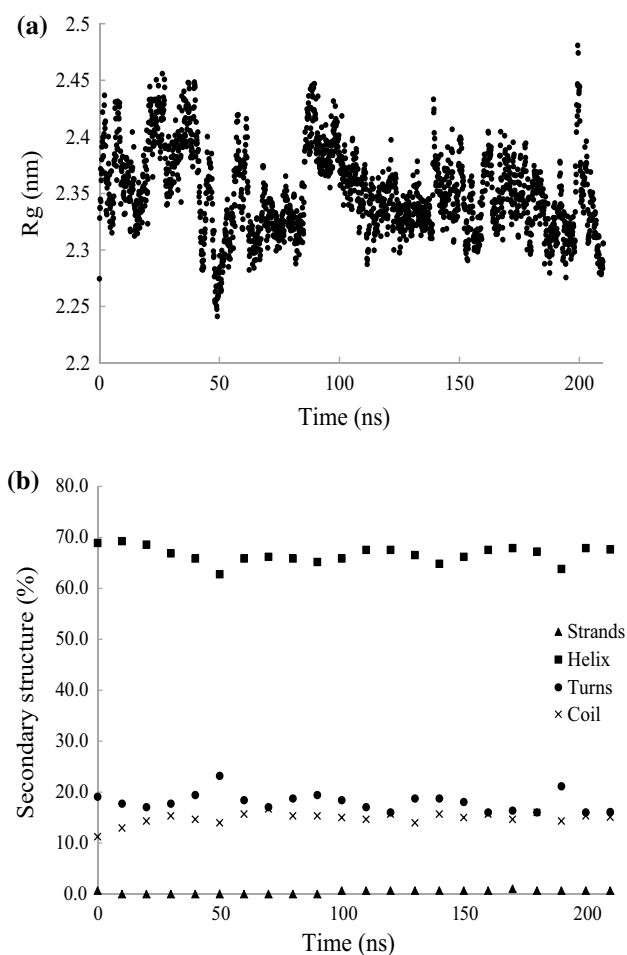 (a)
2.5
2.45
2.4
2.35
2.3
2.25
2.2
Rg (nm)
0 50 100 150 200
Time (ns)
(b)
80.0
70.0
60.0
50.0
40.0
30.0
20.0
10.0
0.0
Secondary structure (%)
Strands
Helix
Turns
Coil
0 50 100 150 200
Time (ns)